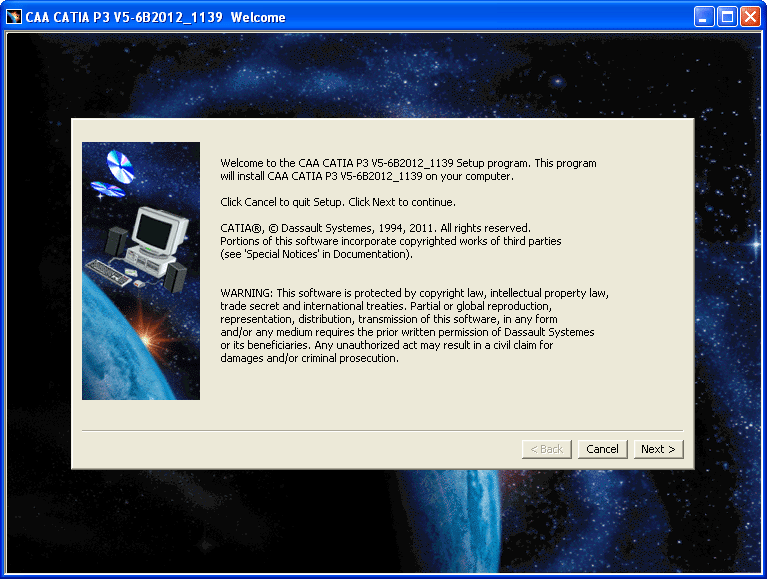 CAA CATIA P3 V5-6B2012_1139  Welcome
Welcome to the CAA CATIA P3 V5-6B2012_1139 Setup program. This program
will install CAA CATIA P3 V5-6B2012_1139 on your computer.
Click Cancel to quit Setup. Click Next to continue.
CATIA®, © Dassault Systemes, 1994, 2011. All rights reserved.
Portions of this software incorporate copyrighted works of third parties
(see 'Special Notices' in Documentation).
WARNING: This software is protected by copyright law, intellectual property law,
trade secret and international treaties. Partial or global reproduction,
representation, distribution, transmission of this software, in any form
and/or any medium requires the prior written permission of Dassault Systemes
or its beneficiaries. Any unauthorized act may result in a civil claim for
damages and/or criminal prosecution.
< Back
Cancel
Next >